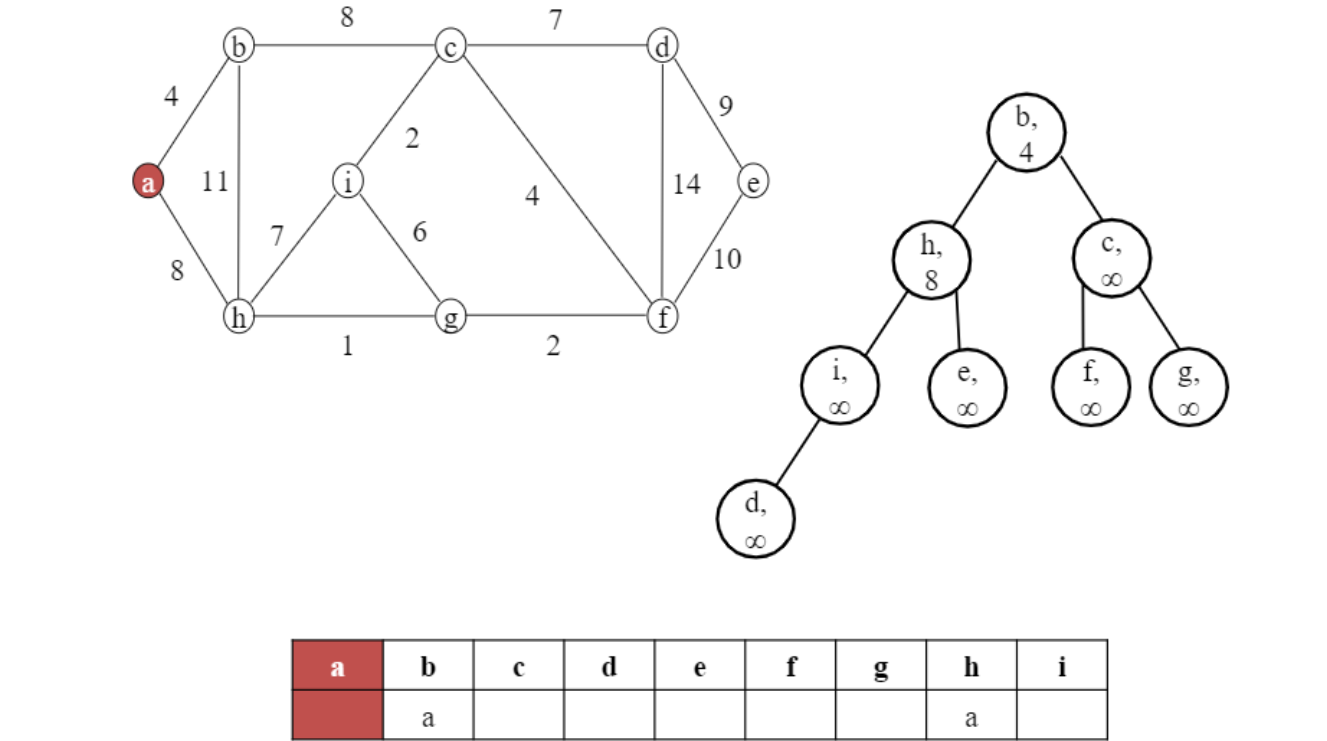 8
7
b
c
d
4
9
2
a
11
i
4
14
e
7
6
8
10
h
g
f
1
2
b,
4
h,
8
c,
∞
i,
∞
e,
∞
f,
∞
g,
∞
d,
∞
a b c d e f g h i
a a